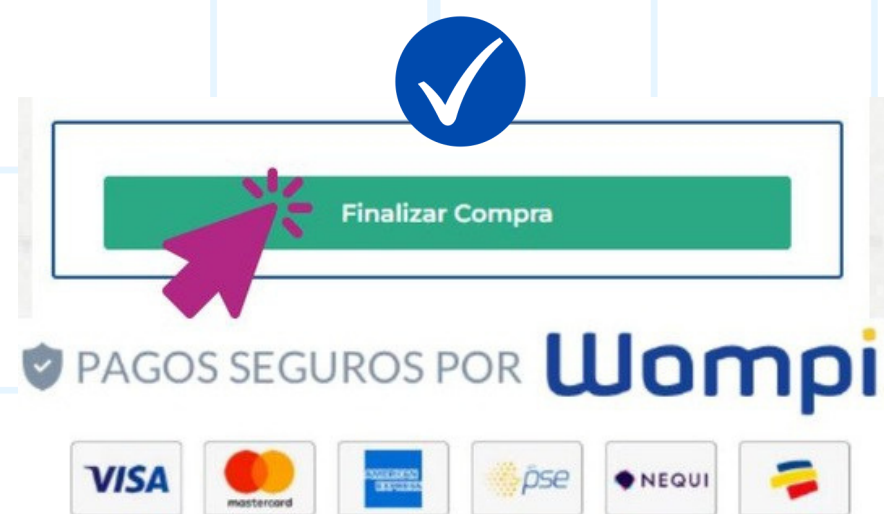 Finalizar Compra
PAGOS SEGUROS POR Wompi
VISA mastercard AMERICAN EXPRESS pse NEQUI